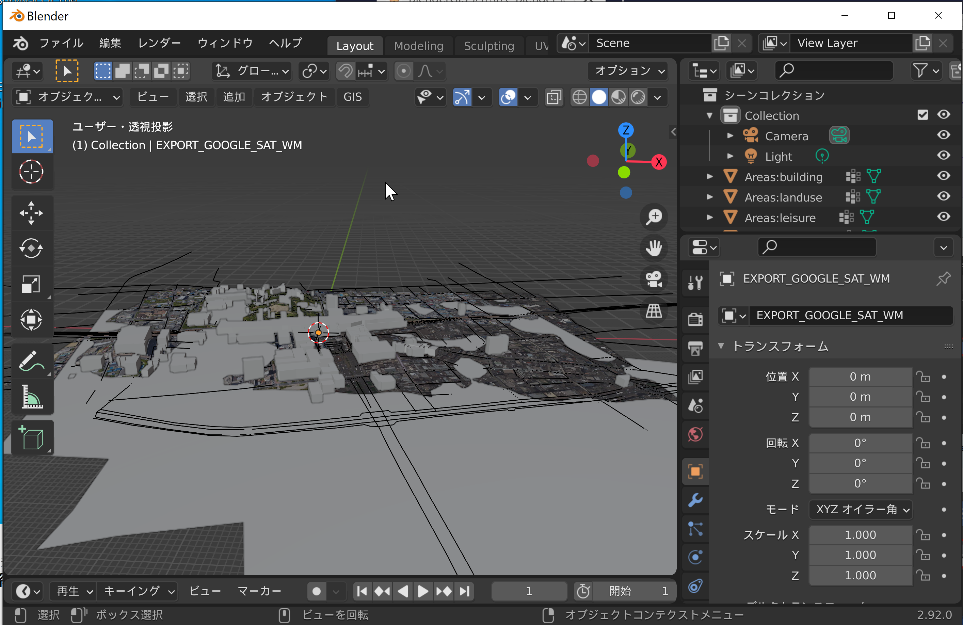 Blender
ファイル 編集 レンダー ウィンドウ ヘルプ Layout Modeling Sculpting UV Scene View Layer
グロー... オプション
オブジェク... ビュー 選択 追加 オブジェクト GIS
ユーザー・透視投影
(1) Collection | EXPORT_GOOGLE_SAT_WM
Z
Y
X
シーンコレクション
Collection
Camera
Light
Areas:building
Areas:landuse
Areas:leisure
EXPORT_GOOGLE_SAT_WM
EXPORT_GOOGLE_SAT_WM
トランスフォーム
位置 X 0 m
Y 0 m
Z 0 m
回転 X 0°
Y 0°
Z 0°
モード XYZ オイラー角
スケール X 1.000
Y 1.000
Z 1.000
再生 キーイング ビュー マーカー 1 開始 1
選択 ボックス選択 ビューを回転 オブジェクトコンテクストメニュー 2.92.0